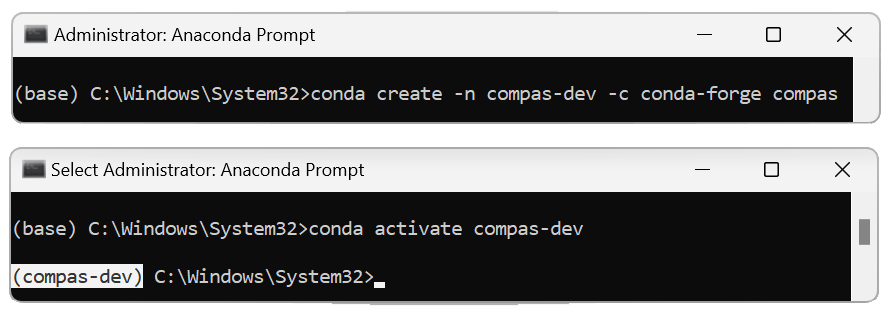 Administrator: Anaconda Prompt
(base) C:\Windows\System32>conda create -n compas-dev -c conda-forge compas
Select Administrator: Anaconda Prompt
(base) C:\Windows\System32>conda activate compas-dev
(compas-dev) C:\Windows\System32>